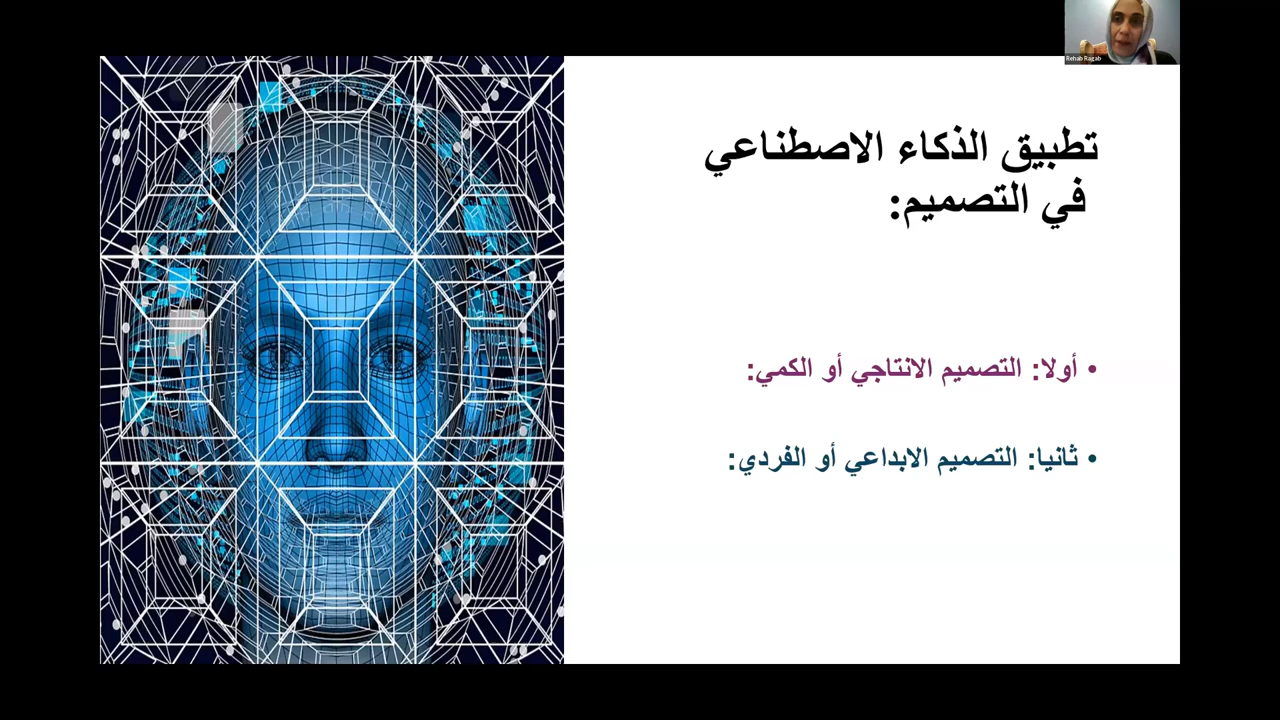 Rehab Ragab
تطبيق الذكاء الاصطناعي
في التصميم:
• أولا: التصميم الانتاجي أو الكمي:
• ثانيا: التصميم الابداعي أو الفردي: